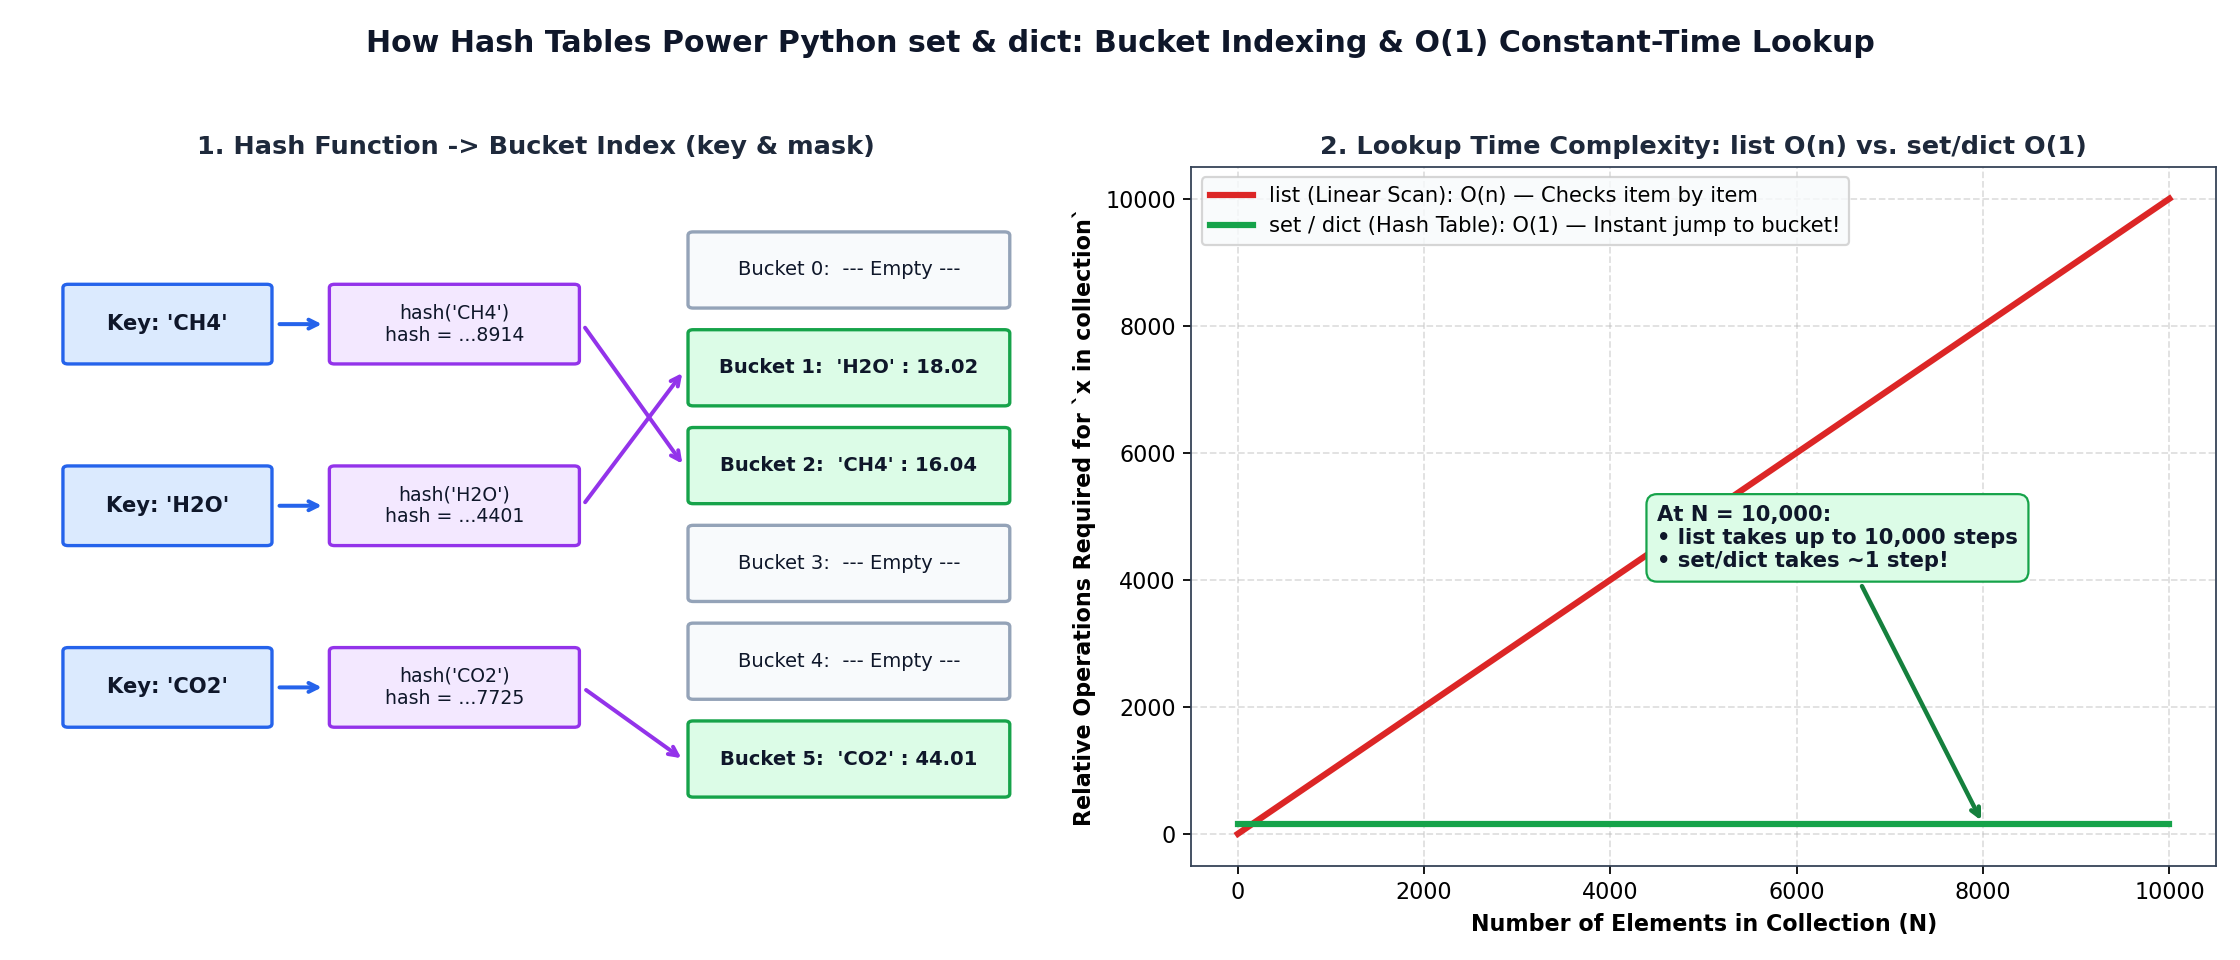 How Hash Tables Power Python set & dict: Bucket Indexing & O(1) Constant-Time Lookup
1. Hash Function -> Bucket Index (key & mask)
Key: 'CH4'
hash('CH4')
hash = ...8914
Key: 'H2O'
hash('H2O')
hash = ...4401
Key: 'CO2'
hash('CO2')
hash = ...7725
Bucket 0:  --- Empty ---
Bucket 1:  'H2O' : 18.02
Bucket 2:  'CH4' : 16.04
Bucket 3:  --- Empty ---
Bucket 4:  --- Empty ---
Bucket 5:  'CO2' : 44.01
2. Lookup Time Complexity: list O(n) vs. set/dict O(1)
list (Linear Scan): O(n) — Checks item by item
set / dict (Hash Table): O(1) — Instant jump to bucket!
Relative Operations Required for `x in collection`
10000
8000
6000
4000
2000
0
At N = 10,000:
• list takes up to 10,000 steps
• set/dict takes ~1 step!
0
2000
4000
6000
8000
10000
Number of Elements in Collection (N)